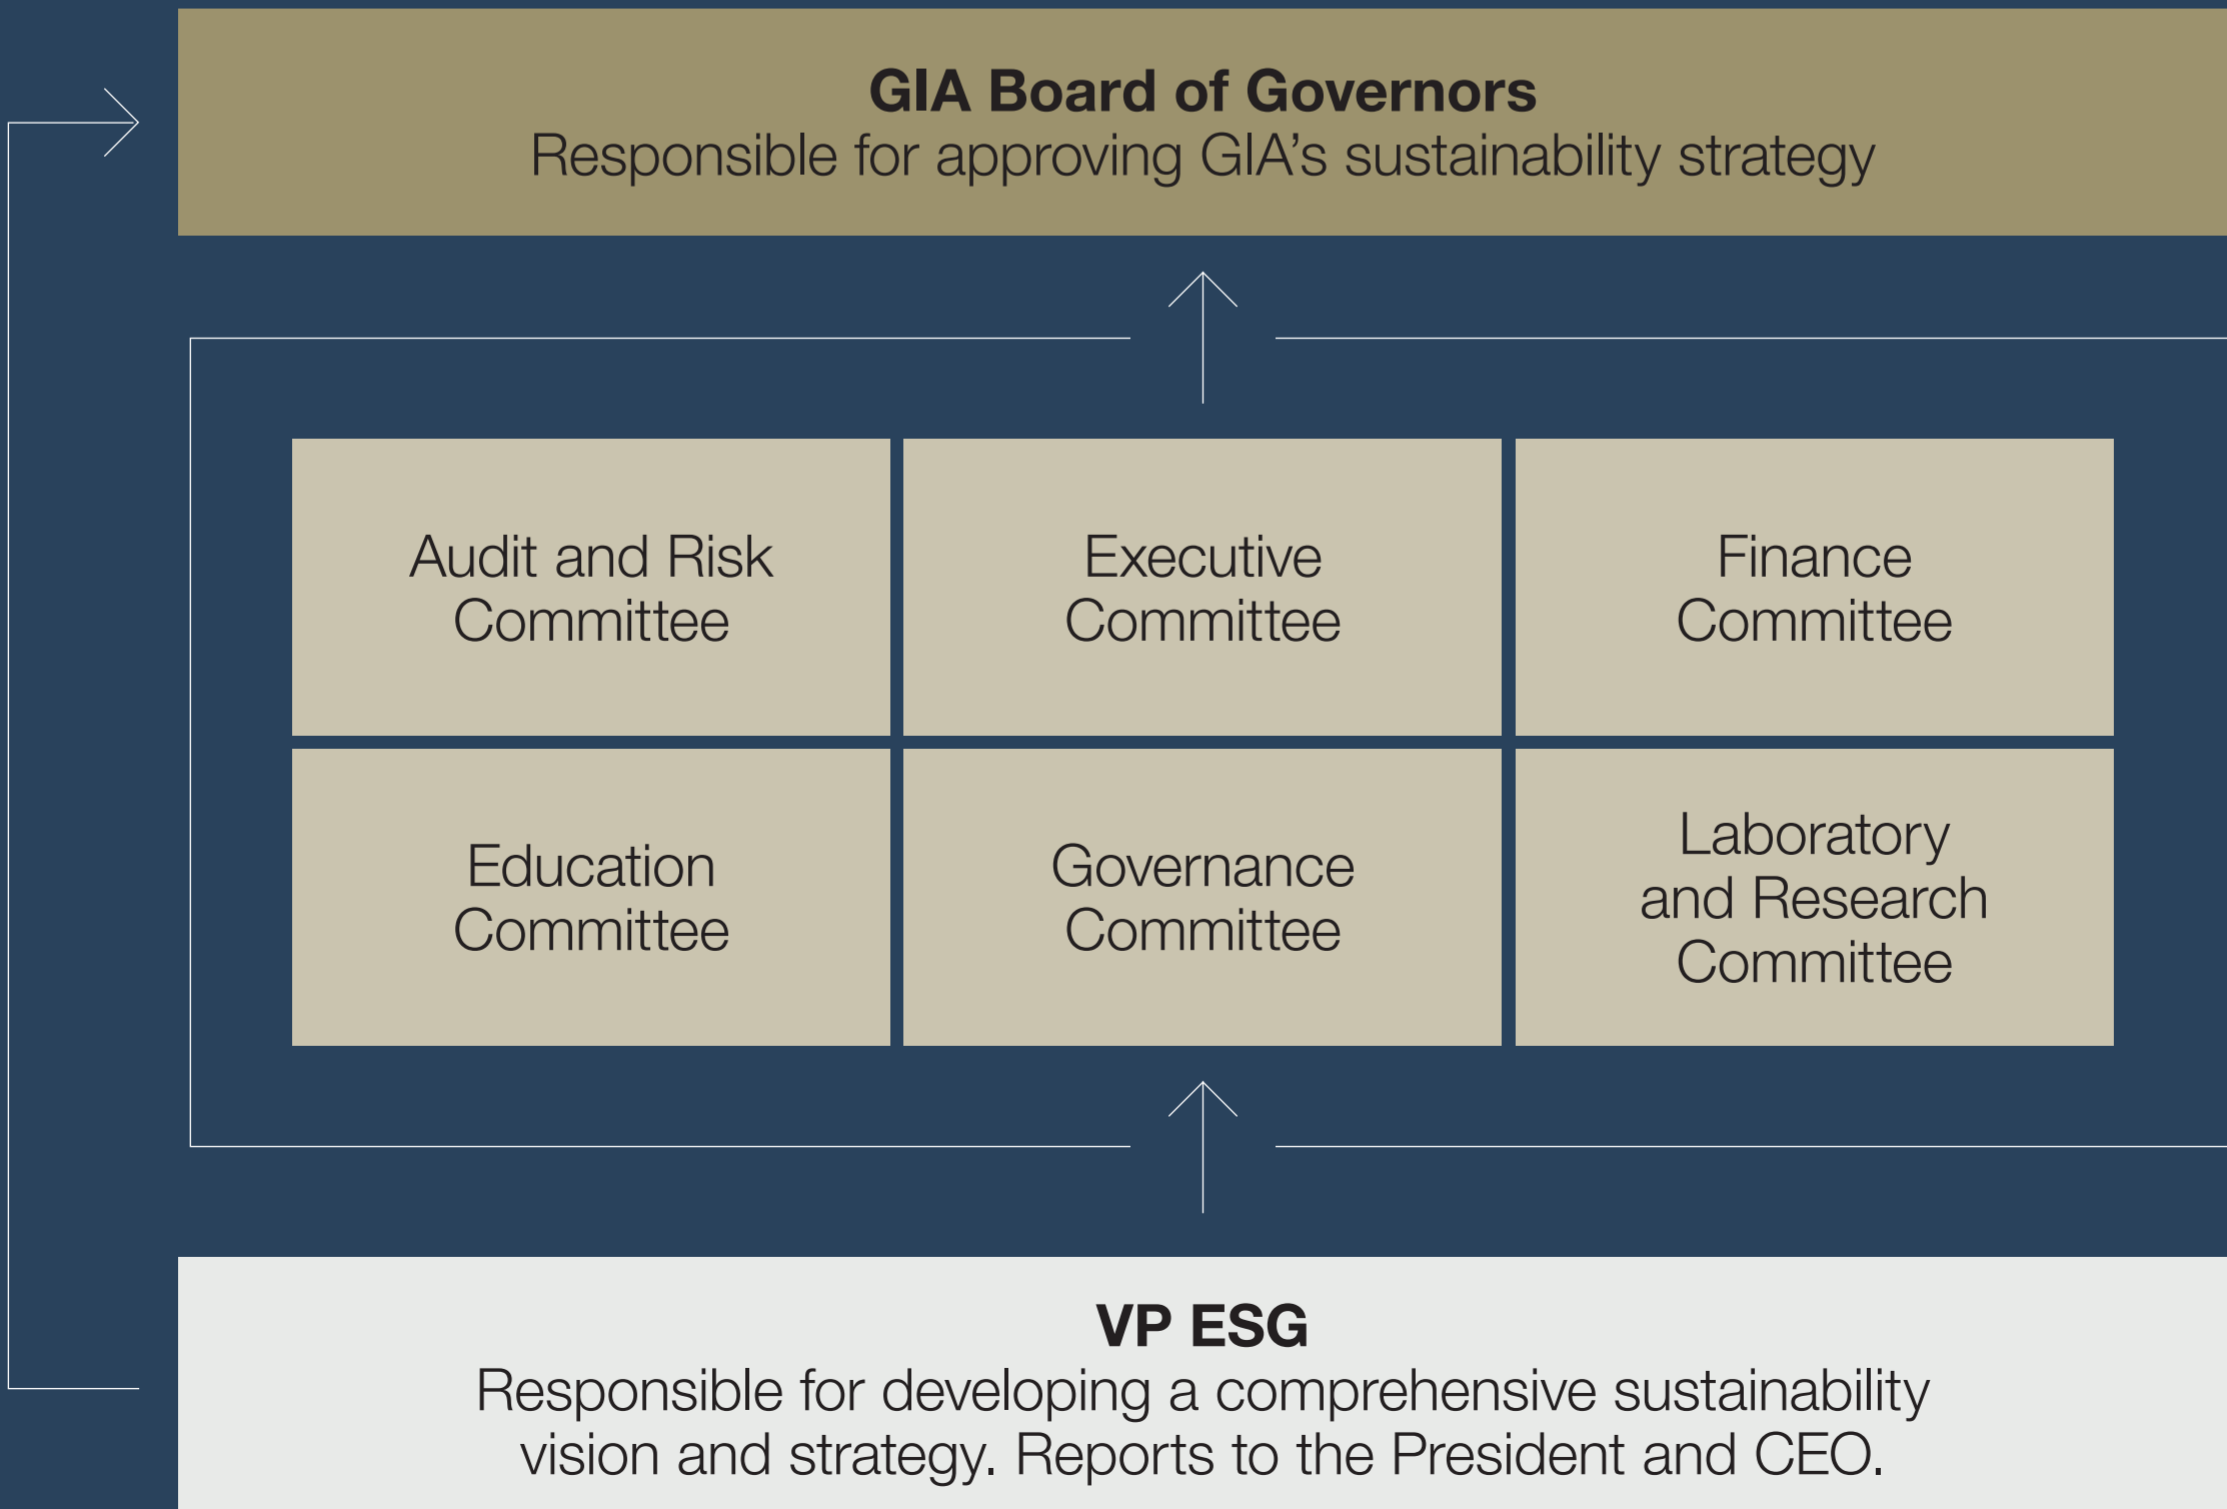 GIA Board of Governors
Responsible for approving GIA’s sustainability strategy
Audit and Risk
Committee
Executive
Committee
Finance
Committee
Education
Committee
Governance
Committee
Laboratory
and Research
Committee
VP ESG
Responsible for developing a comprehensive sustainability
vision and strategy. Reports to the President and CEO.